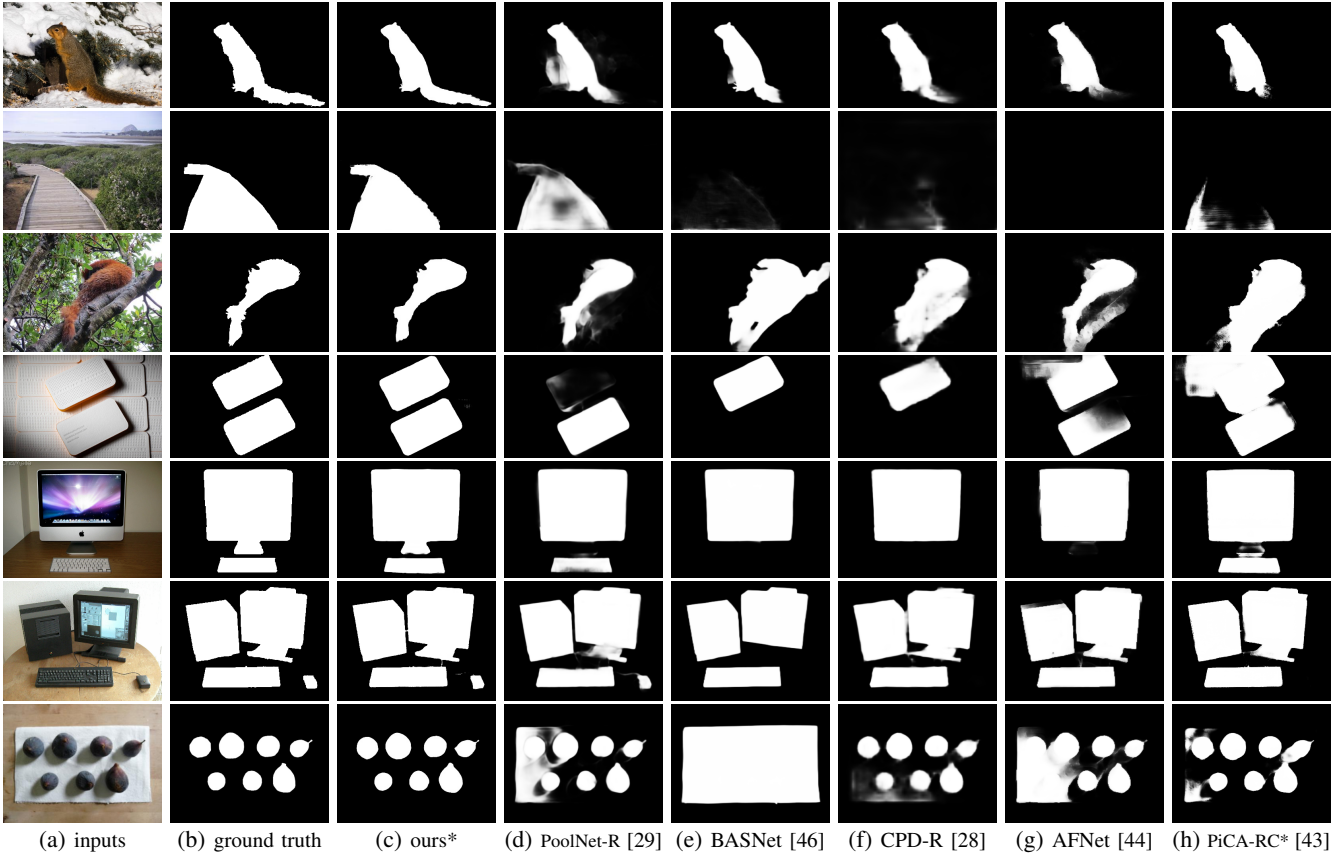 (a) inputs (b) ground truth (c) ours* (d) PoolNet-R [29] (e) BASNet [46] (f) CPD-R [28] (g) AFNet [44] (h) PiCA-RC* [43]